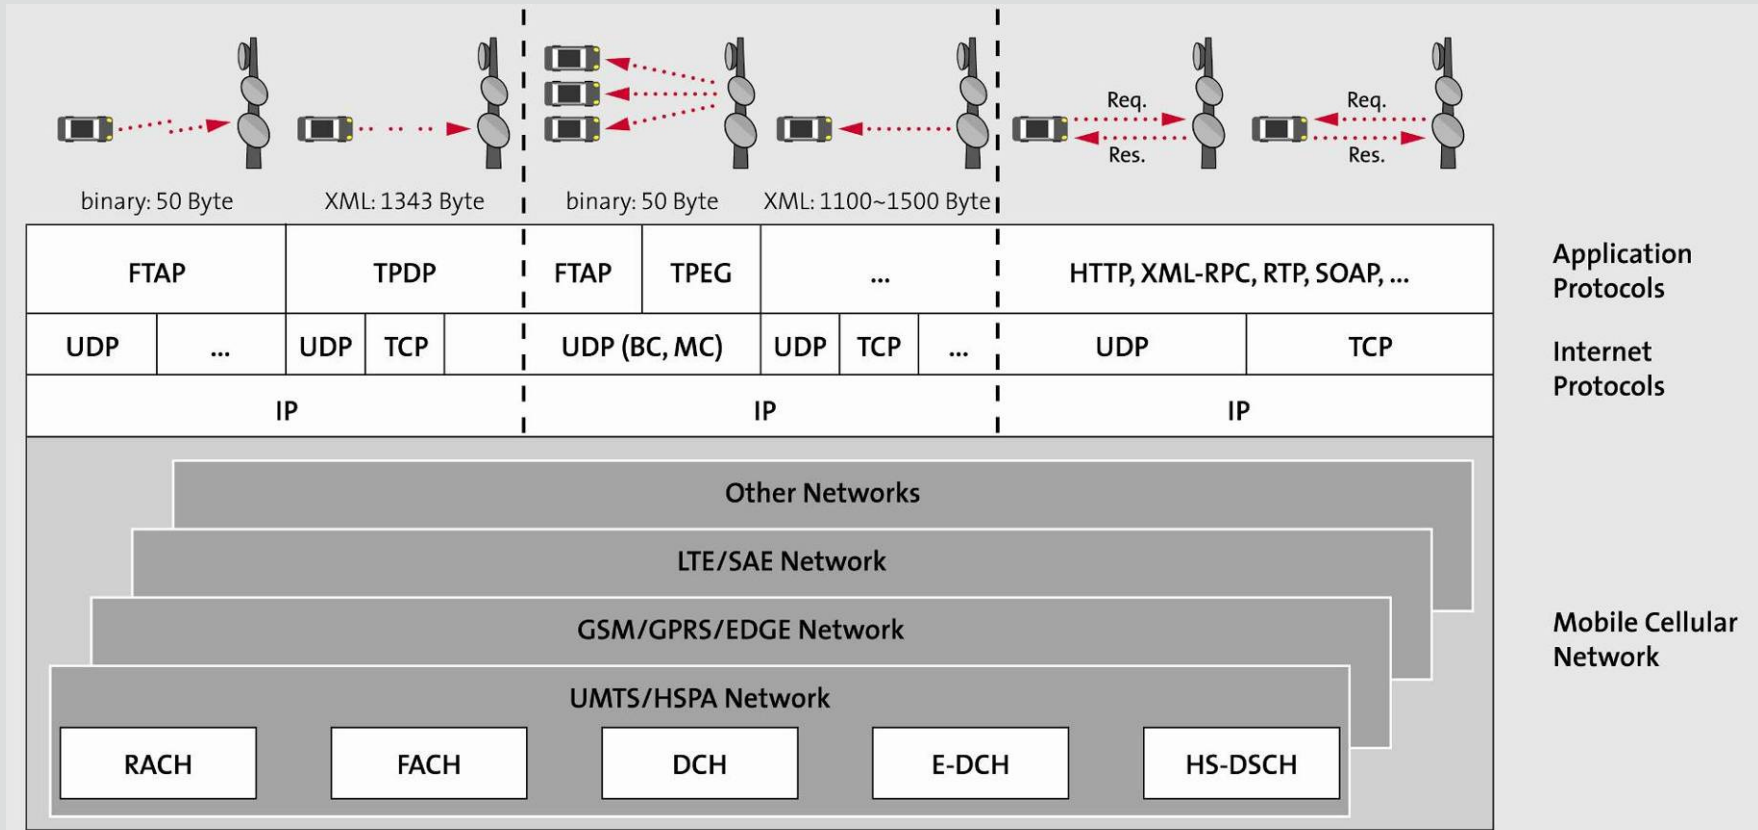 Req.
Res.
Req.
Res.
binary: 50 Byte
XML: 1343 Byte
binary: 50 Byte
XML: 1100~1500 Byte
FTAP
TPDP
FTAP
TPEG
...
HTTP, XML-RPC, RTP, SOAP, ...
Application
Protocols
UDP
...
UDP
TCP
UDP (BC, MC)
UDP
TCP
...
UDP
TCP
Internet
Protocols
IP
IP
IP
Other Networks
LTE/SAE Network
GSM/GPRS/EDGE Network
UMTS/HSPA Network
Mobile Cellular
Network
RACH
FACH
DCH
E-DCH
HS-DSCH